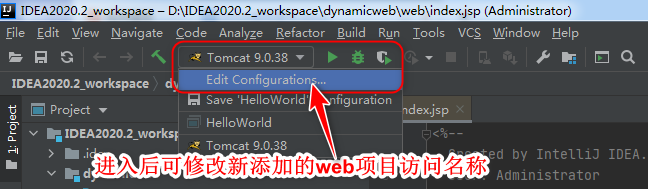 IDEA2020.2_workspace – D:\IDEA2020.2_workspace\dynamicweb\web\index.jsp (Administrator)
File Edit View Navigate Code Analyze Refactor Build Run Tools VCS Window
Tomcat 9.0.38
IDEA2020.2_workspace
Edit Configurations...
Save 'HelloWorld' Configuration
index.jsp
1: Project
Project
HelloWorld
<%--
IDEA2020.2_worksp
Tomcat 9.0.38
Created by IntelliJ IDEA.
.idea
进入后可修改新添加的web项目访问名称
Administrator